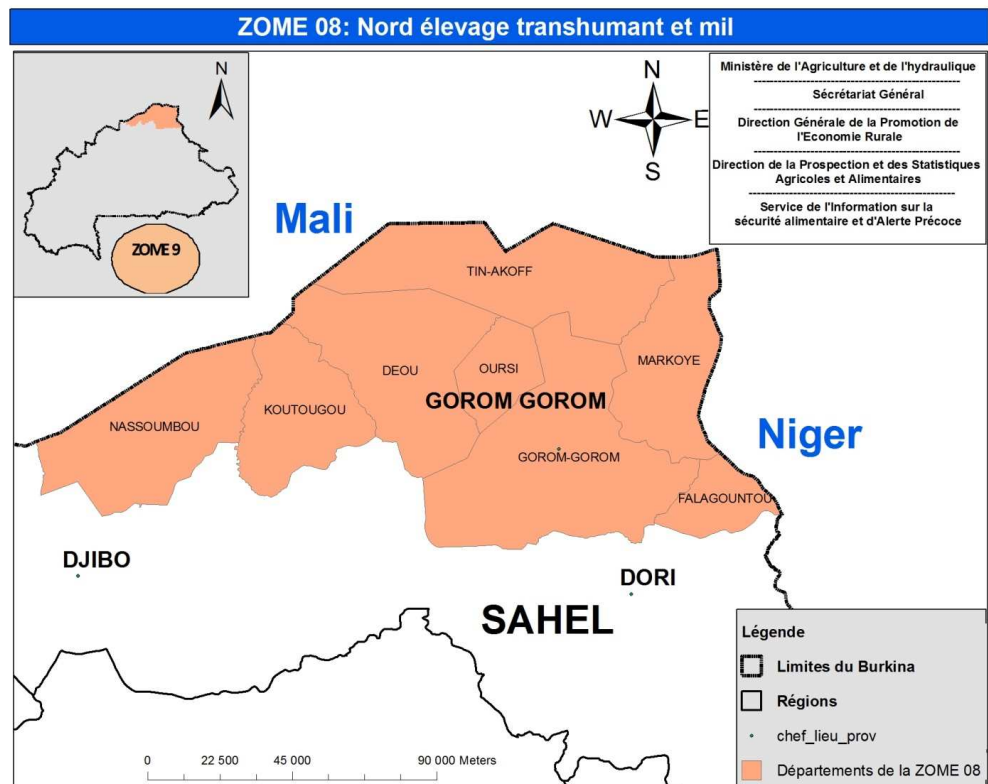 ZOME 08: Nord élevage transhumant et mil
N
ZOME 9
N
W
E
S
Ministère de l'Agriculture et de l'hydraulique
Sécrétariat Général
Direction Générale de la Promotion de
l'Economie Rurale
Direction de la Prospection et des Statistiques
Agricoles et Alimentaires
Service de l'Information sur la
sécurité alimentaire et d'Alerte Précoce
Mali
TIN-AKOFF
MARKOYE
DEOU
OURSI
GOROM GOROM
KOUTOUGOU
NASSOUMBOU
Niger
GOROM-GOROM
FALAGOUNTOU
DJIBO
DORI
SAHEL
Légende
Limites du Burkina
Régions
chef_lieu_prov
Départements de la ZOME 08
0 22 500 45 000 90 000 Meters